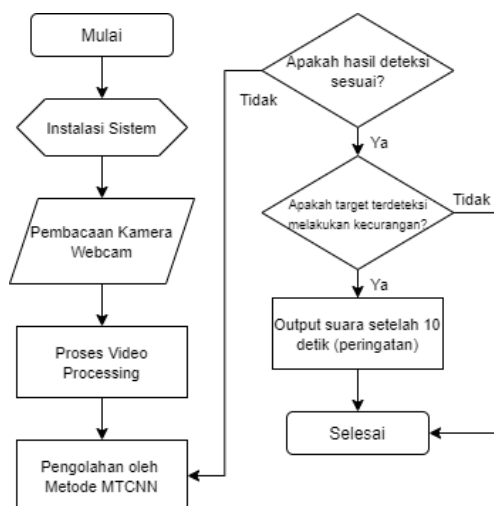 Mulai
Instalasi Sistem
Pembacaan Kamera
Webcam
Proses Video
Processing
Pengolahan oleh
Metode MTCNN
Apakah hasil deteksi
sesuai?
Tidak
Ya
Apakah target terdeteksi
melakukan kecurangan?
Tidak
Ya
Output suara setelah 10
detik (peringatan)
Selesai